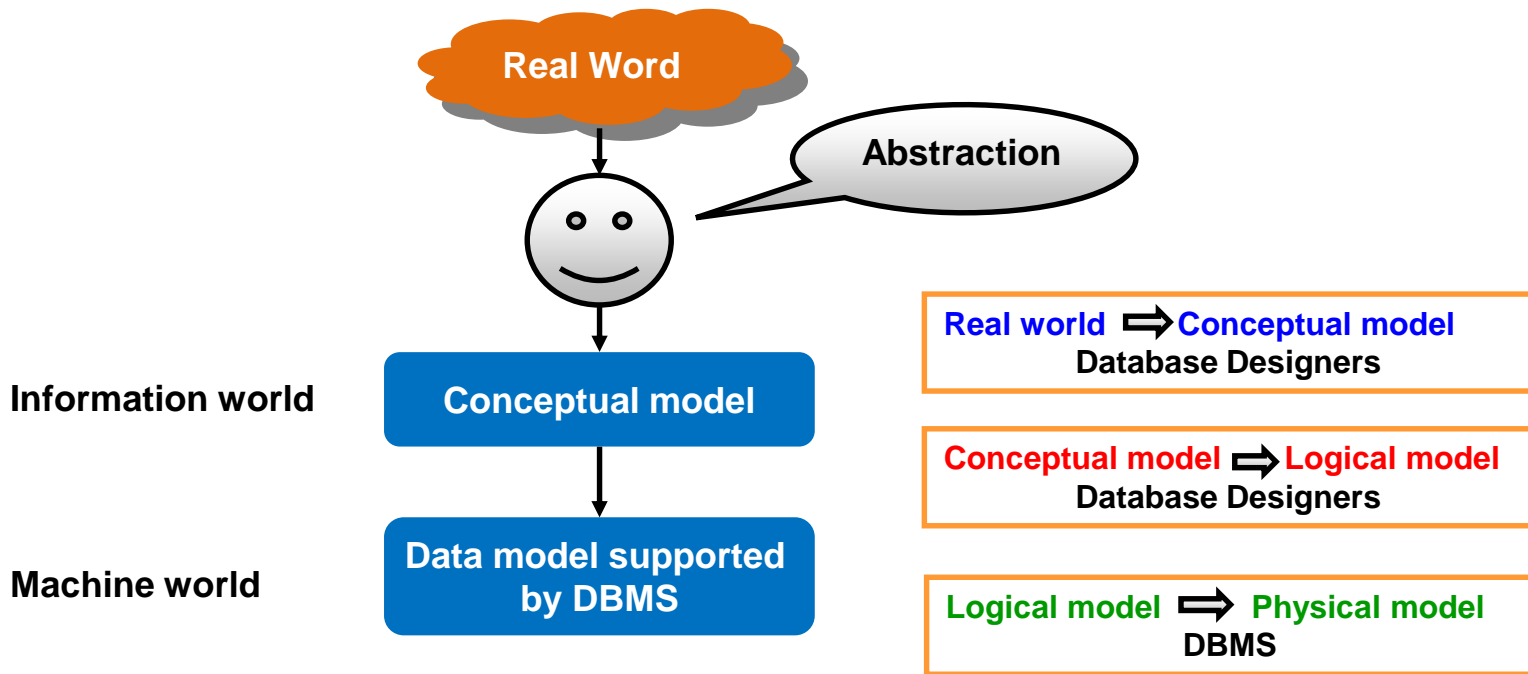 Real Word
Abstraction
Information world
Conceptual model
Machine world
Data model supported
by DBMS
Real world Conceptual model
Database Designers
Conceptual model Logical model
Database Designers
Logical model Physical model
DBMS